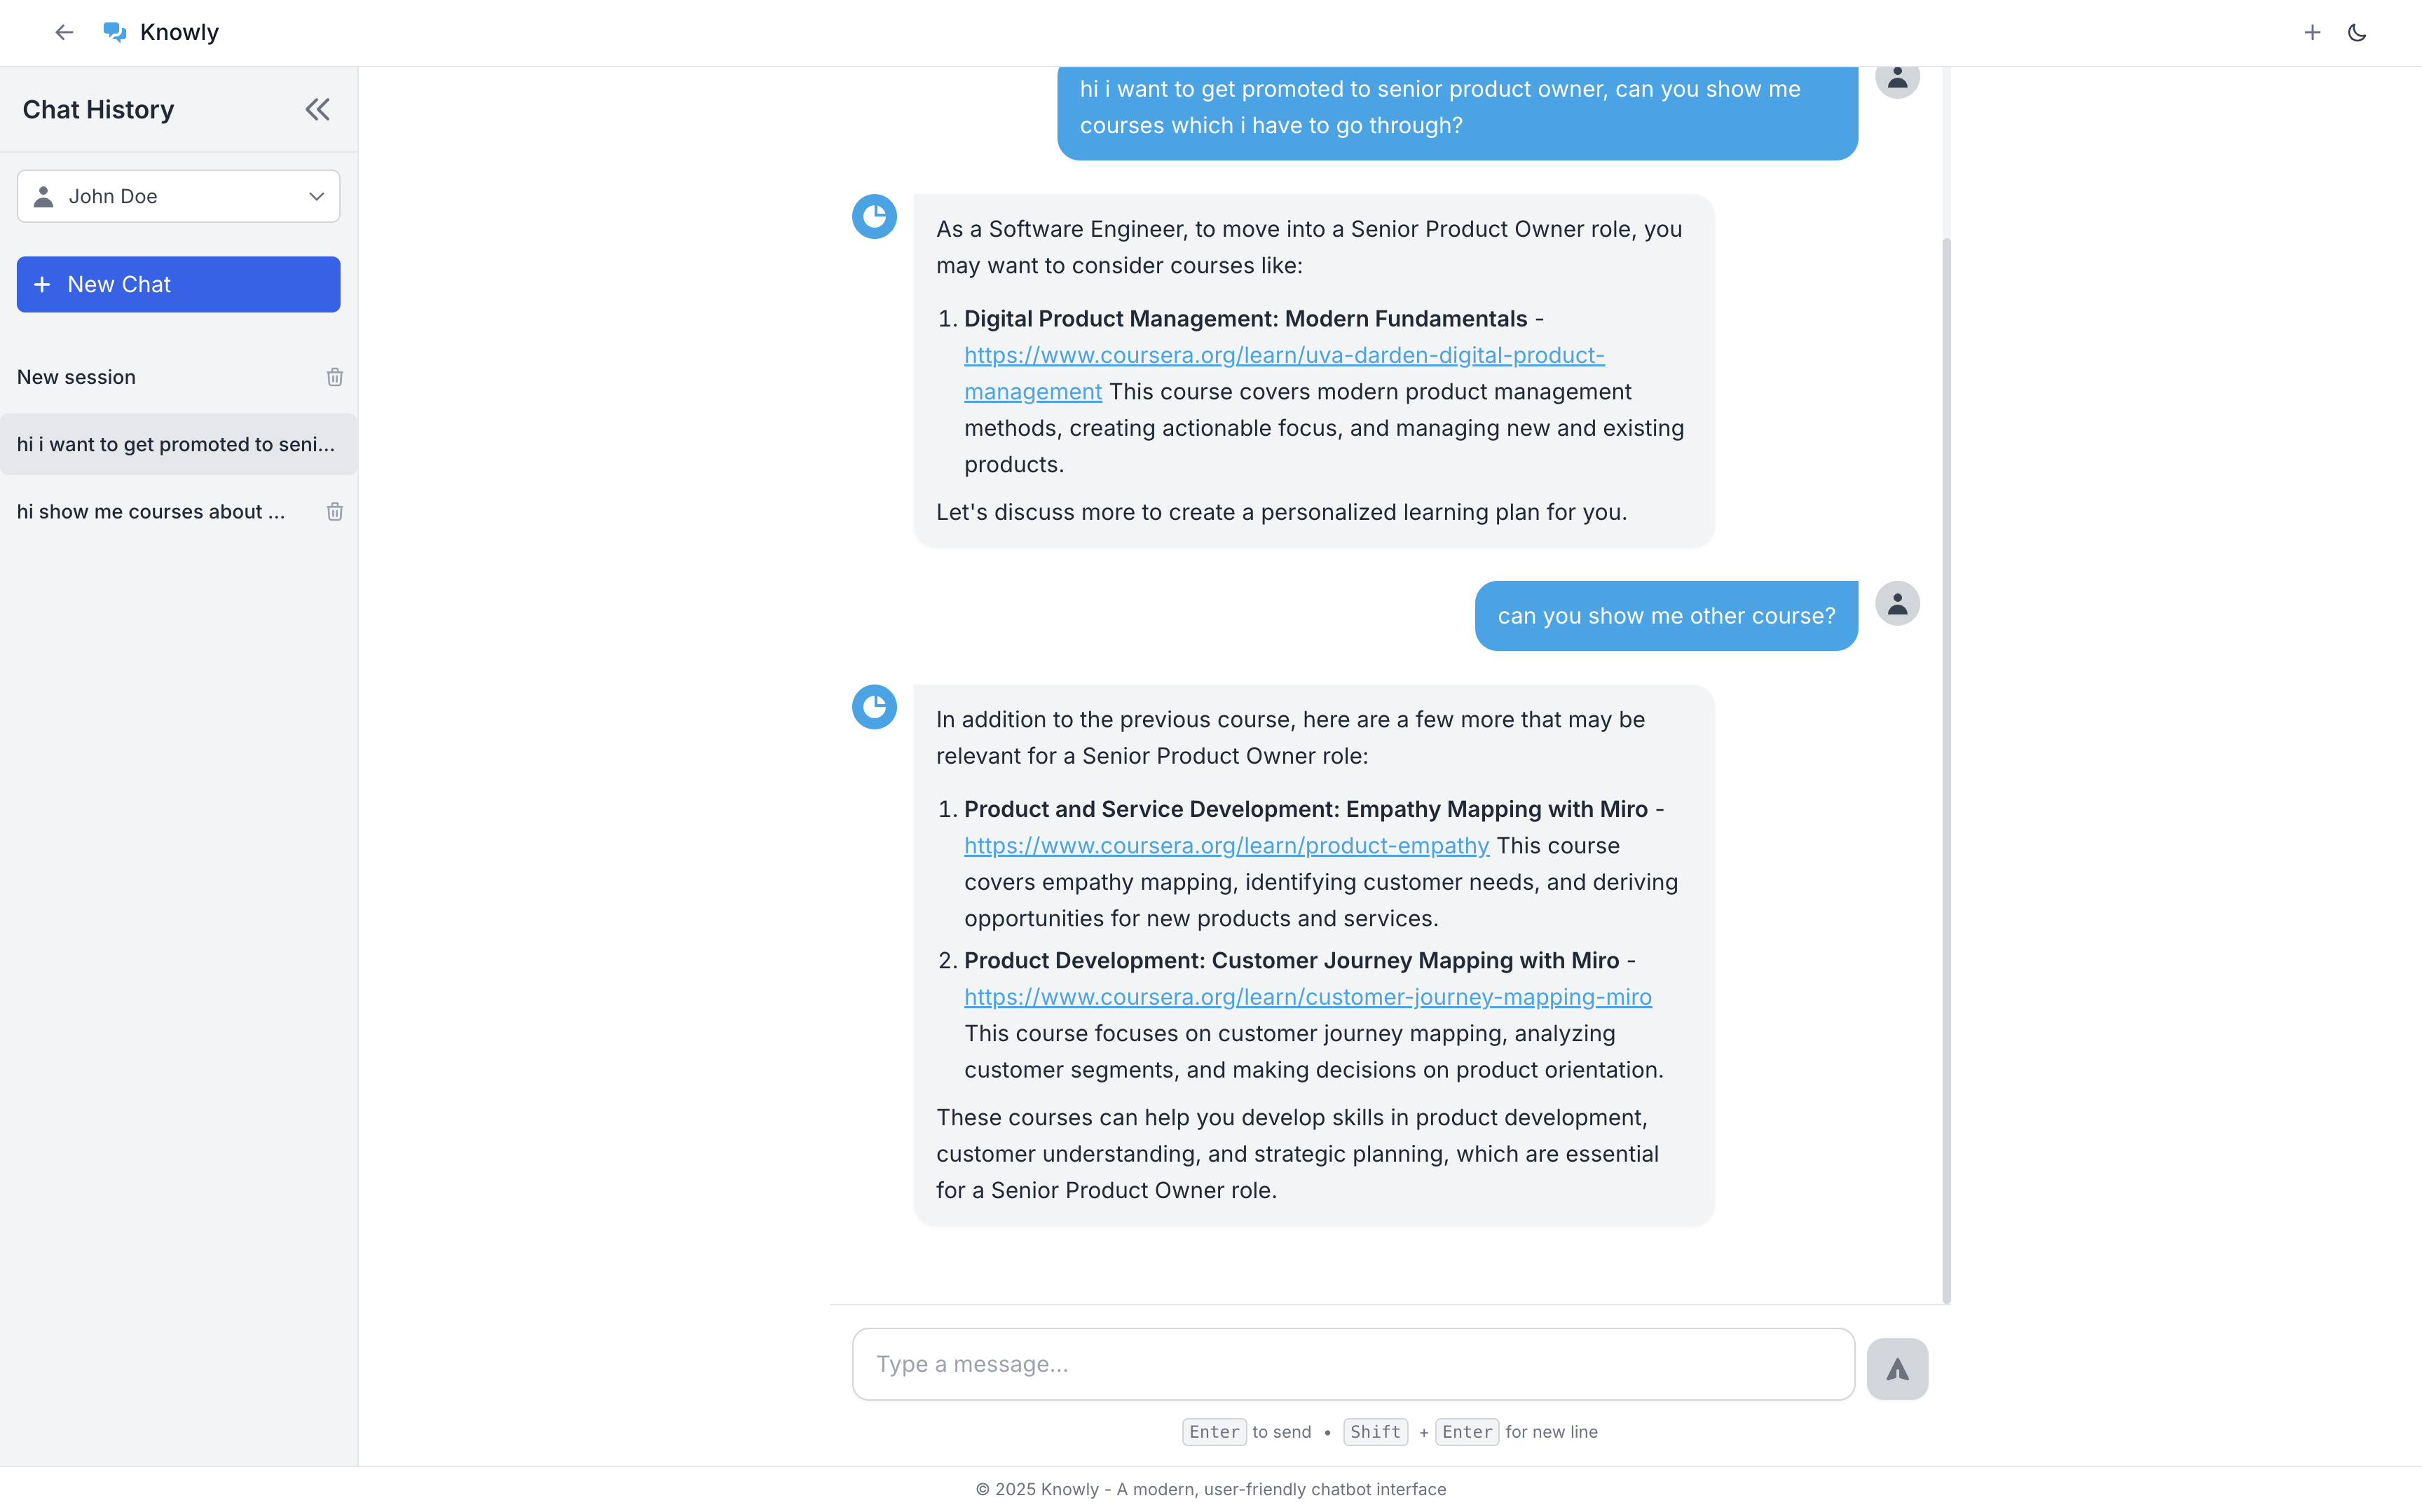 Knowly
Chat History
John Doe
+ New Chat
New session
hi i want to get promoted to seni...
hi show me courses about ...
hi i want to get promoted to senior product owner, can you show me
courses which i have to go through?
As a Software Engineer, to move into a Senior Product Owner role, you
may want to consider courses like:
1. Digital Product Management: Modern Fundamentals -
https://www.coursera.org/learn/uva-darden-digital-product-
management This course covers modern product management
methods, creating actionable focus, and managing new and existing
products.
Let's discuss more to create a personalized learning plan for you.
can you show me other course?
In addition to the previous course, here are a few more that may be
relevant for a Senior Product Owner role:
1. Product and Service Development: Empathy Mapping with Miro -
https://www.coursera.org/learn/product-empathy This course
covers empathy mapping, identifying customer needs, and deriving
opportunities for new products and services.
2. Product Development: Customer Journey Mapping with Miro -
https://www.coursera.org/learn/customer-journey-mapping-miro
This course focuses on customer journey mapping, analyzing
customer segments, and making decisions on product orientation.
These courses can help you develop skills in product development,
customer understanding, and strategic planning, which are essential
for a Senior Product Owner role.
Type a message...
Enter to send • Shift + Enter for new line
© 2025 Knowly - A modern, user-friendly chatbot interface